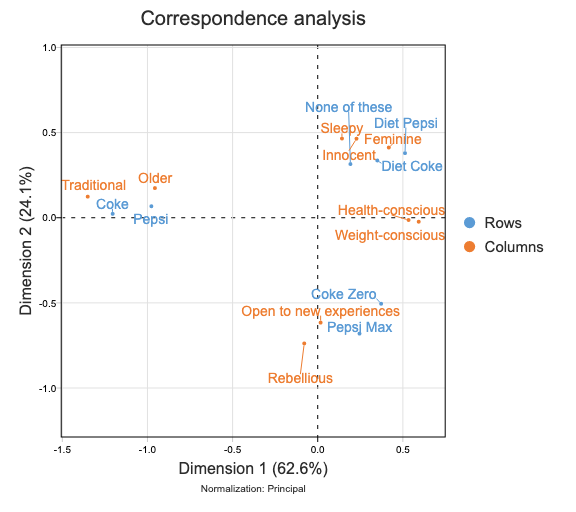 Correspondence analysis
1.0
None of these
Diet Pepsi
Sleepy
0.5
Feminine
Innocent
Diet Coke
Older
Traditional
Coke
Health-conscious
0.0
Pepsi
Weight-conscious
Rows
Columns
Dimension 2 (24.1%)
Coke Zero
-0.5
Open to new experiences
Pepsi Max
Rebellious
-1.0
-1.5
-1.0
-0.5
0.0
0.5
Dimension 1 (62.6%)
Normalization: Principal